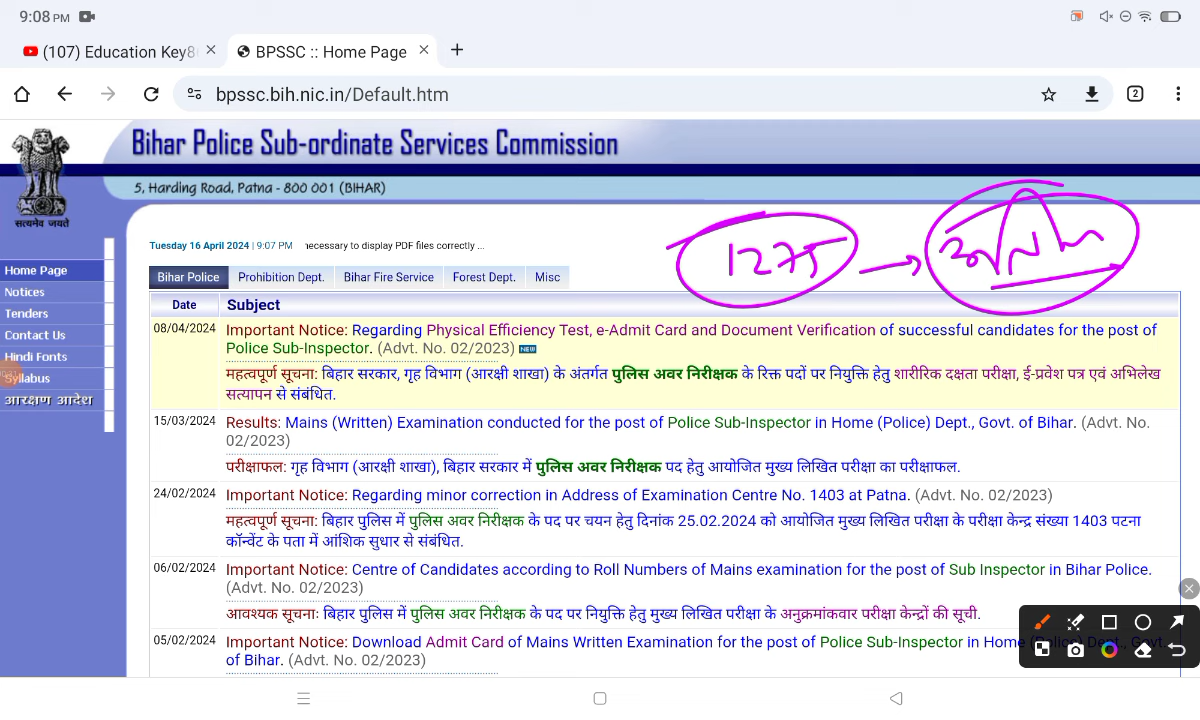 9:08 PM
(107) Education Key8
BPSSC :: Home Page
bpssc.bih.nic.in/Default.htm
2
Bihar Police Sub-ordinate Services Commission
5, Harding Road, Patna - 800 001 (BIHAR)
सत्यमेव जयते
Tuesday 16 April 2024 | 9:07 PM ecessary to display PDF files correctly ...
1275
Home Page
Notices
Tenders
Contact Us
Hindi Fonts
Syllabus
आरक्षण आदेश
Bihar Police Prohibition Dept. Bihar Fire Service Forest Dept. Misc
Date Subject
08/04/2024 Important Notice: Regarding Physical Efficiency Test, e-Admit Card and Document Verification of successful candidates for the post of
Police Sub-Inspector. (Advt. No. 02/2023) NEW
महत्वपूर्ण सूचना: बिहार सरकार, गृह विभाग (आरक्षी शाखा) के अंतर्गत पुलिस अवर निरीक्षक के रिक्त पदों पर नियुक्ति हेतु शारीरिक दक्षता परीक्षा, ई-प्रवेश पत्र एवं अभिलेख
सत्यापन से संबंधित.
15/03/2024 Results: Mains (Written) Examination conducted for the post of Police Sub-Inspector in Home (Police) Dept., Govt. of Bihar. (Advt. No.
02/2023)
परीक्षाफल: गृह विभाग (आरक्षी शाखा), बिहार सरकार में पुलिस अवर निरीक्षक पद हेतु आयोजित मुख्य लिखित परीक्षा का परीक्षाफल.
24/02/2024 Important Notice: Regarding minor correction in Address of Examination Centre No. 1403 at Patna. (Advt. No. 02/2023)
महत्वपूर्ण सूचना: बिहार पुलिस में पुलिस अवर निरीक्षक के पद पर चयन हेतु दिनांक 25.02.2024 को आयोजित मुख्य लिखित परीक्षा के परीक्षा केन्द्र संख्या 1403 पटना
कॉन्वेंट के पता में आंशिक सुधार से संबंधित.
06/02/2024 Important Notice: Centre of Candidates according to Roll Numbers of Mains examination for the post of Sub Inspector in Bihar Police.
(Advt. No. 02/2023)
आवश्यक सूचनाः बिहार पुलिस में पुलिस अवर निरीक्षक के पद पर नियुक्ति हेतु मुख्य लिखित परीक्षा के अनुक्रमांकवार परीक्षा केन्द्रों की सूची.
05/02/2024 Important Notice: Download Admit Card of Mains Written Examination for the post of Police Sub-Inspector in Home (Police) Dept., Govt.
of Bihar. (Advt. No. 02/2023)